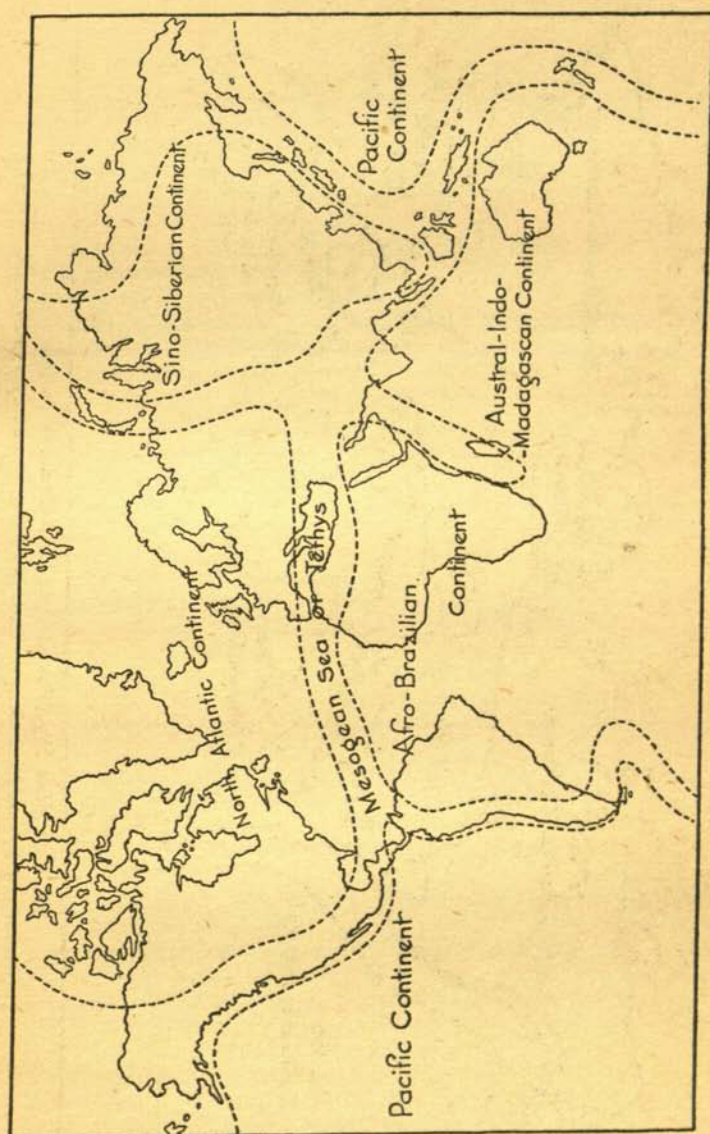 North Atlantic Continent
Sino-Siberian Continent
Pacific
Continent
Mesogean Sea or Tethys
Pacific Continent
Afro-Brazilian
Continent
Austral-Indo-
-Madagascan Continent